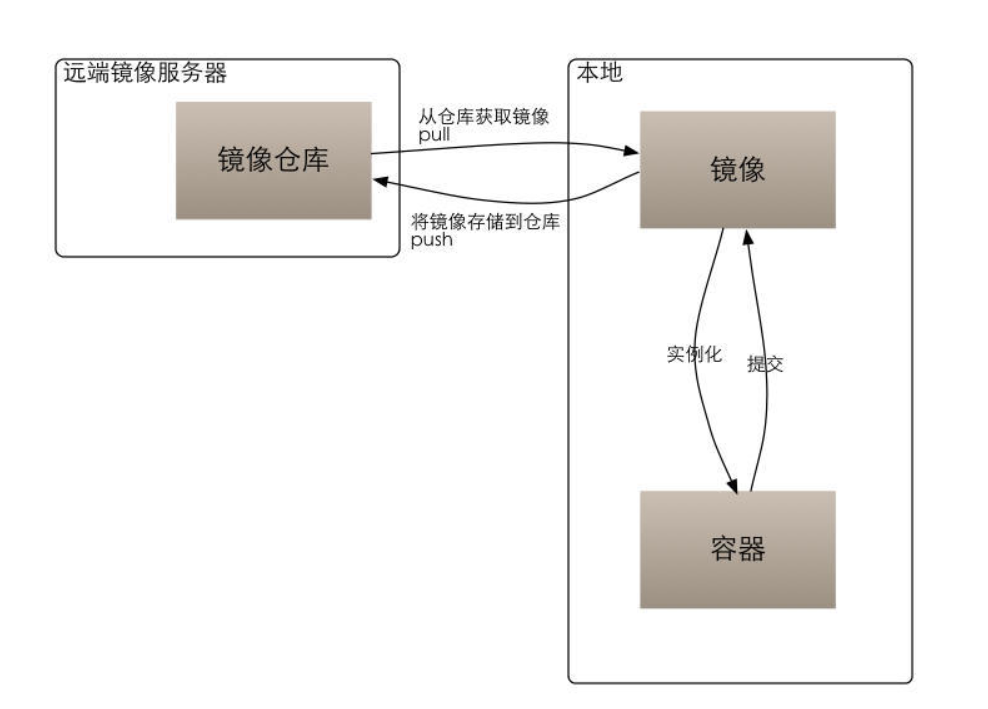 远端镜像服务器
镜像仓库
从仓库获取镜像
pull
将镜像存储到仓库
push
本地
镜像
实例化
提交
容器